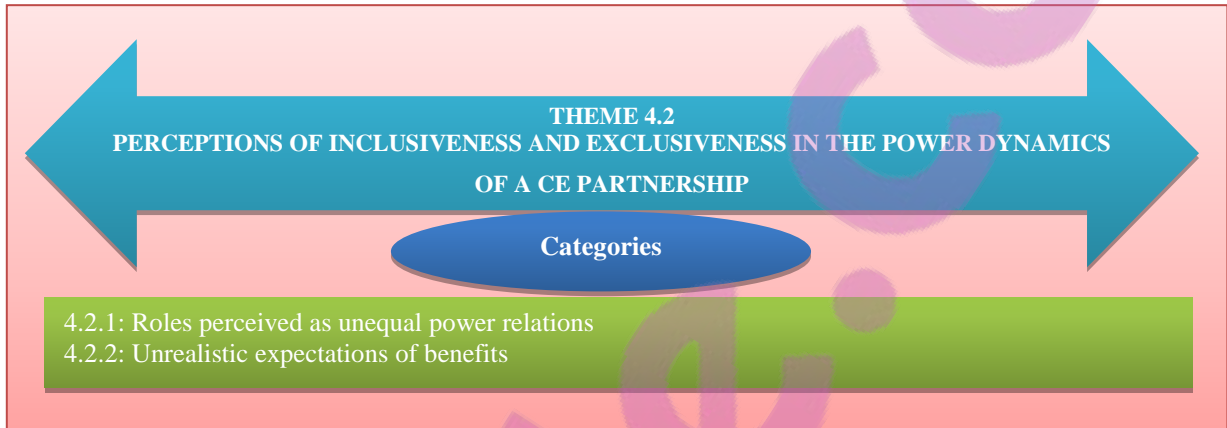 THEME 4.2
PERCEPTIONS OF INCLUSIVENESS AND EXCLUSIVENESS IN THE POWER DYNAMICS
OF A CE PARTNERSHIP
Categories
4.2.1: Roles perceived as unequal power relations
4.2.2: Unrealistic expectations of benefits